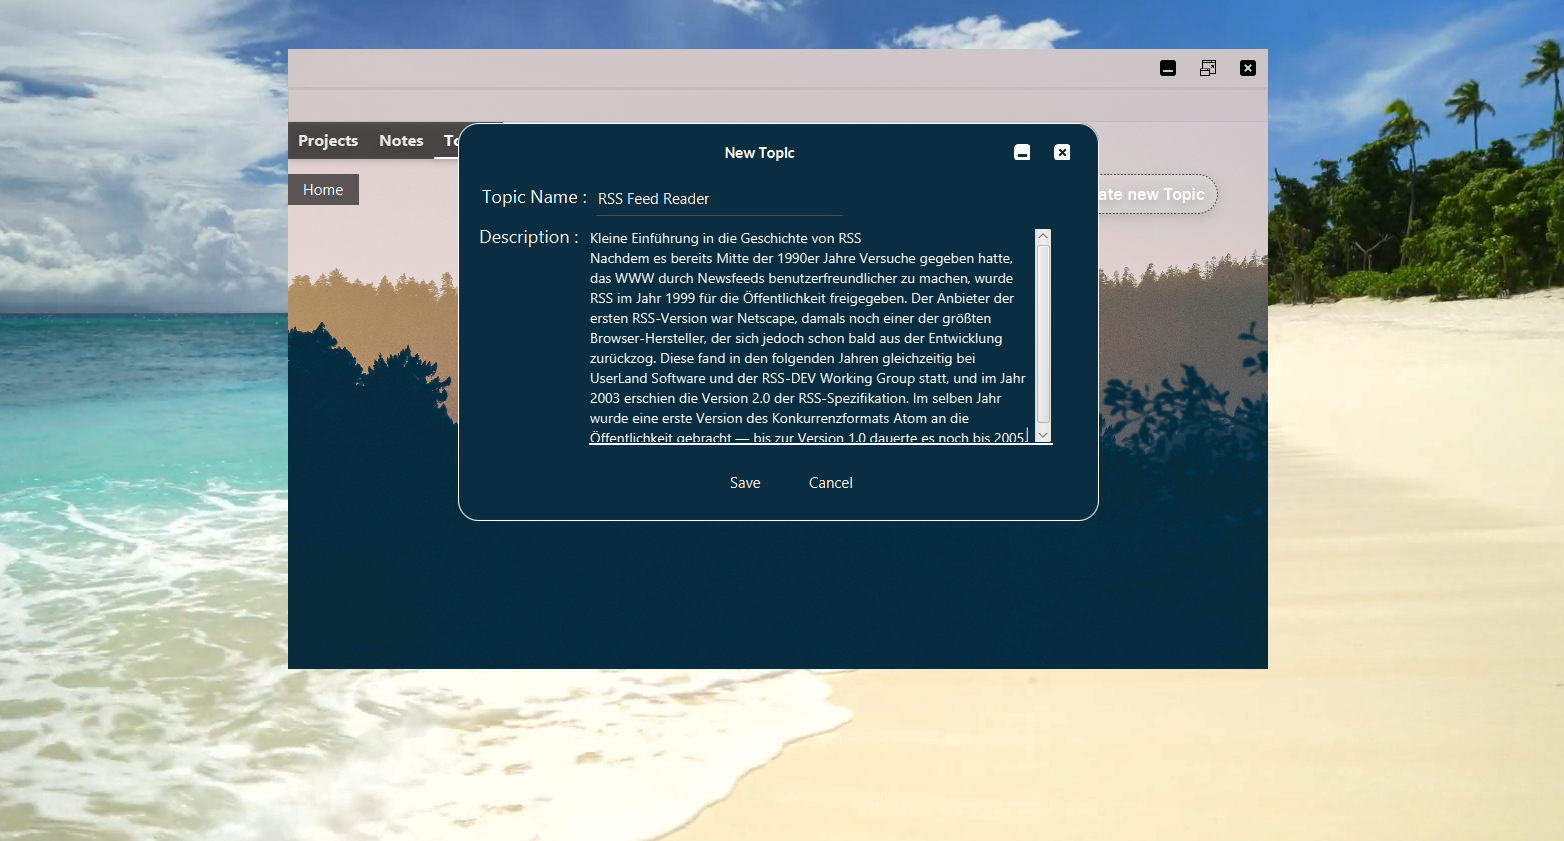 Projects Notes To
New Topic
Home
ate new Topic
Topic Name : RSS Feed Reader
Description : Kleine Einführung in die Geschichte von RSS
Nachdem es bereits Mitte der 1990er Jahre Versuche gegeben hatte,
das WWW durch Newsfeeds benutzerfreundlicher zu machen, wurde
RSS im Jahr 1999 für die Öffentlichkeit freigegeben. Der Anbieter der
ersten RSS-Version war Netscape, damals noch einer der größten
Browser-Hersteller, der sich jedoch schon bald aus der Entwicklung
zurückzog. Diese fand in den folgenden Jahren gleichzeitig bei
UserLand Software und der RSS-DEV Working Group statt, und im Jahr
2003 erschien die Version 2.0 der RSS-Spezifikation. Im selben Jahr
wurde eine erste Version des Konkurrenzformats Atom an die
Öffentlichkeit gebracht — bis zur Version 1.0 dauerte es noch bis 2005.
Save Cancel